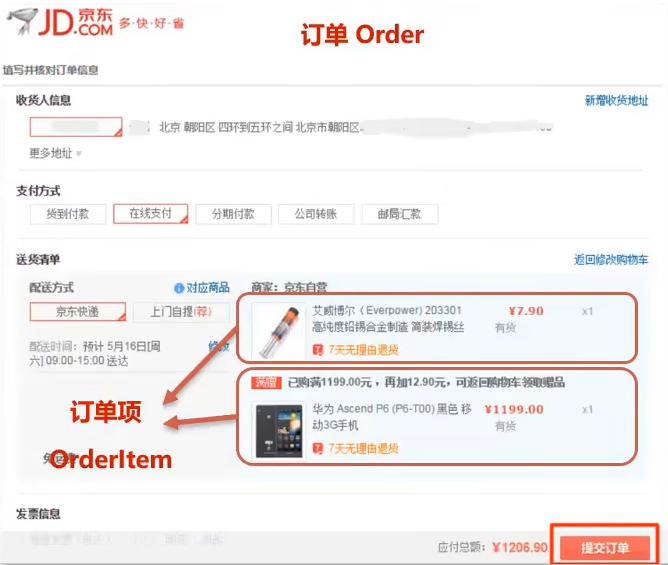 JD.COM 京东 多·快·好·省
订单 Order
填写并核对订单信息
收货人信息 新增收货地址
北京 朝阳区 四环到五环之间 北京市朝阳区
更多地址
支付方式
货到付款 在线支付 分期付款 公司转账 邮局汇款
送货清单 返回修改购物车
配送方式 对应商品 商家：京东自营
京东快递 上门自提(荐)
艾威博尔（Everpower) 203301 ¥7.90 x1
高纯度铅锡合金制造 筒装焊锡丝 有货
7 7天无理由退货
配送时间：预计 5月16日[周 修改
六] 09:00-15:00 送达
满赠 已购满1199.00元，再加12.90元，可返回购物车领取赠品
华为 Ascend P6 (P6-T00) 黑色 移 ¥1199.00 x1
动3G手机 有货
7 7天无理由退货
订单项
OrderItem
发票信息
应付总额：¥1206.90 提交订单